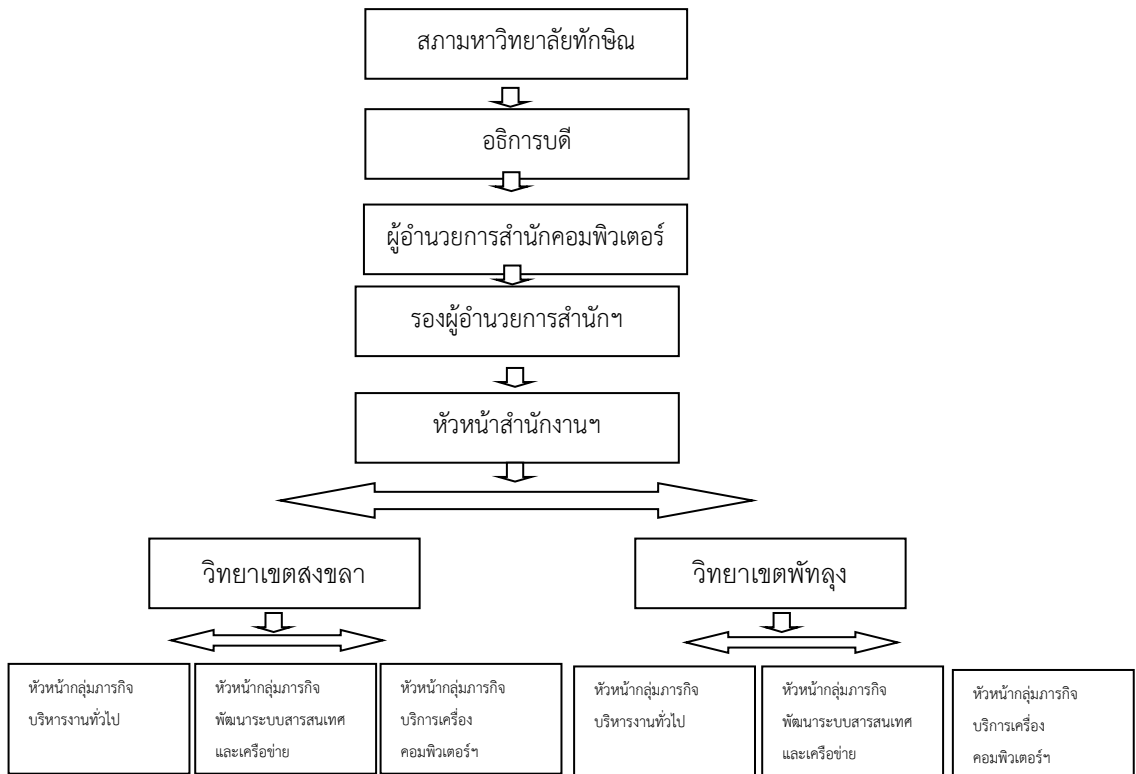 สภามหาวิทยาลัยทักษิณ
อธิการบดี
ผู้อำนวยการสำนักคอมพิวเตอร์
รองผู้อำนวยการสำนักฯ
หัวหน้าสำนักงานฯ
วิทยาเขตสงขลา
วิทยาเขตพัทลุง
หัวหน้ากลุ่มภารกิจ
บริหารงานทั่วไป
หัวหน้ากลุ่มภารกิจ
พัฒนาระบบสารสนเทศ
และเครือข่าย
หัวหน้ากลุ่มภารกิจ
บริการเครื่อง
คอมพิวเตอร์ฯ
หัวหน้ากลุ่มภารกิจ
บริหารงานทั่วไป
หัวหน้ากลุ่มภารกิจ
พัฒนาระบบสารสนเทศ
และเครือข่าย
หัวหน้ากลุ่มภารกิจ
บริการเครื่อง
คอมพิวเตอร์ฯ